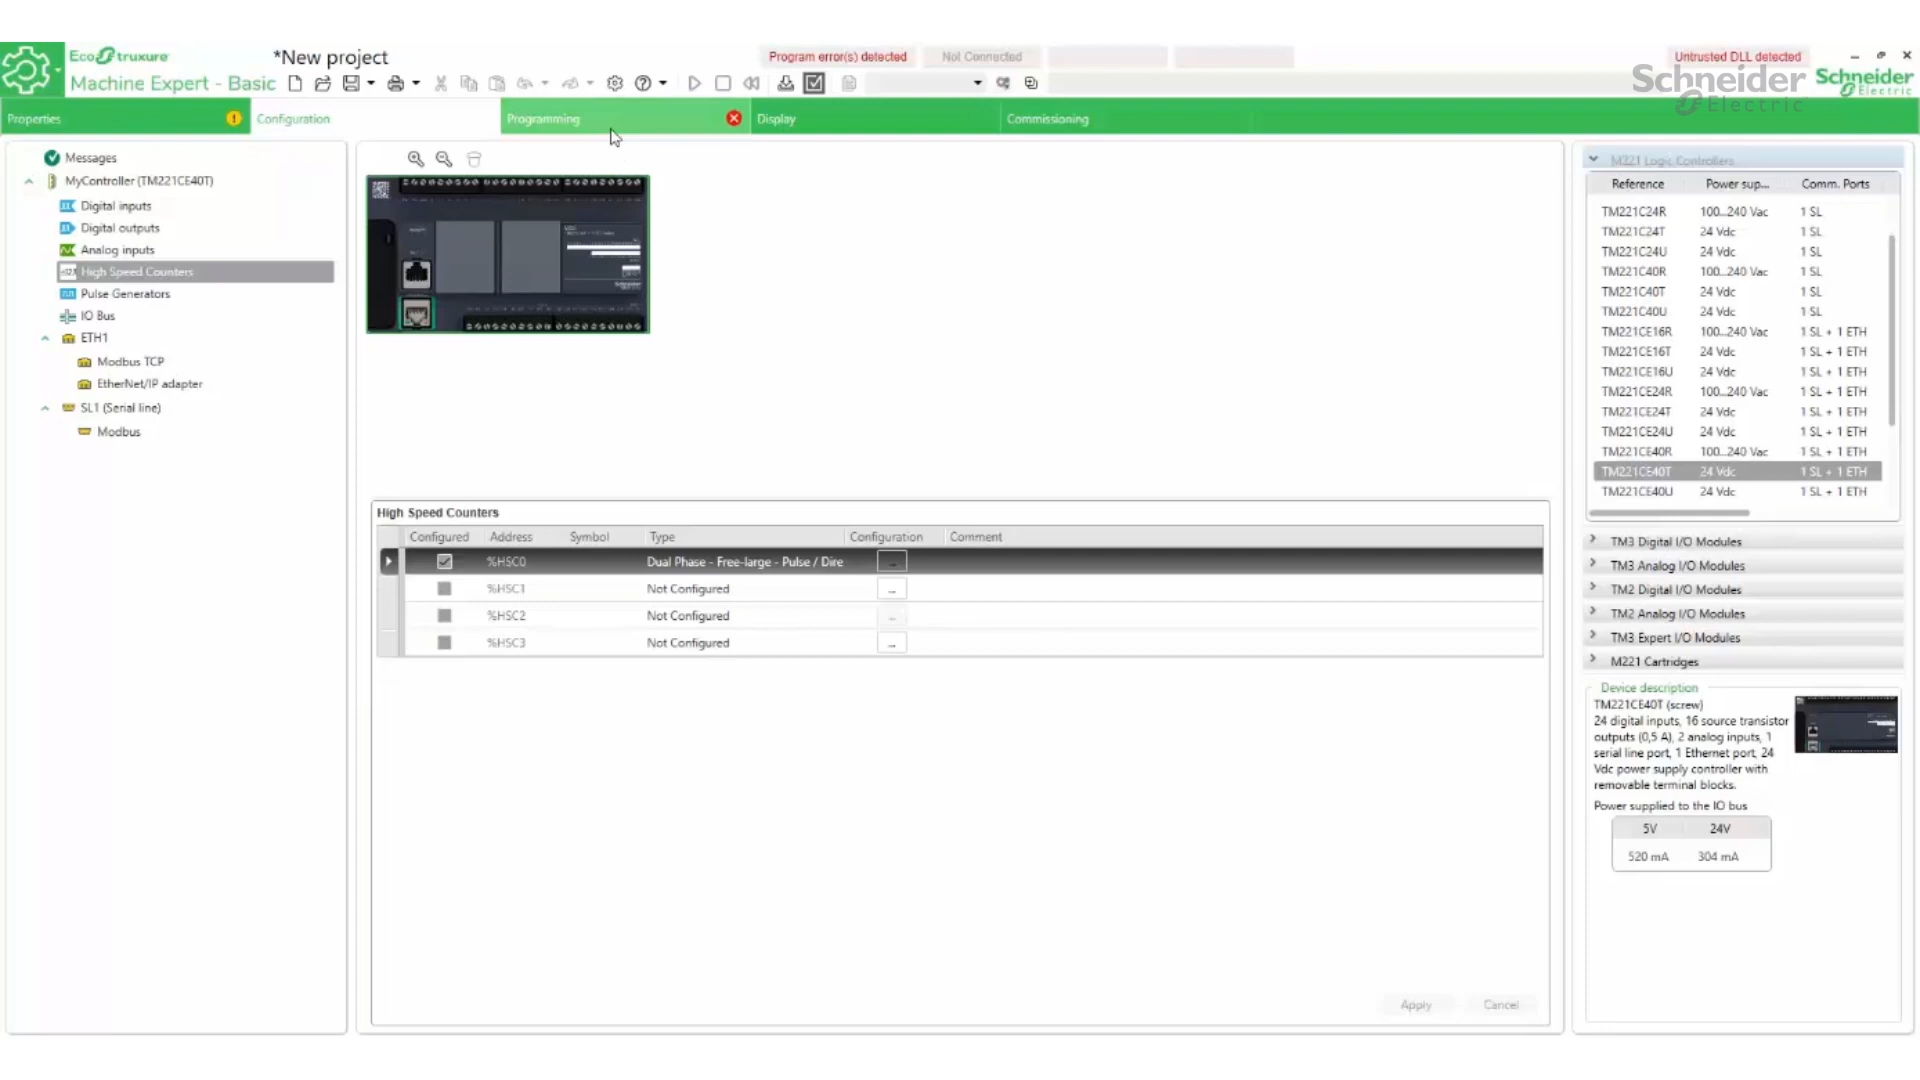 EcoStruxure
*New project
Program error(s) detected
Not Connected
Untrusted DLL detected
Machine Expert - Basic
Schneider Electric
Schneider Electric
Properties
Configuration
Programming
Display
Commissioning
Messages
MyController (TM221CE40T)
Digital inputs
Digital outputs
Analog inputs
High Speed Counters
Pulse Generators
IO Bus
ETH1
Modbus TCP
EtherNet/IP adapter
SL1 (Serial line)
Modbus
High Speed Counters
Configured Address Symbol Type Configuration Comment
%HSC0 Dual Phase - Free-large - Pulse / Dire ...
%HSC1 Not Configured ...
%HSC2 Not Configured ...
%HSC3 Not Configured ...
Apply Cancel
M221 Logic Controllers
Reference Power sup... Comm. Ports
TM221C24R 100...240 Vac 1 SL
TM221C24T 24 Vdc 1 SL
TM221C24U 24 Vdc 1 SL
TM221C40R 100...240 Vac 1 SL
TM221C40T 24 Vdc 1 SL
TM221C40U 24 Vdc 1 SL
TM221CE16R 100...240 Vac 1 SL + 1 ETH
TM221CE16T 24 Vdc 1 SL + 1 ETH
TM221CE16U 24 Vdc 1 SL + 1 ETH
TM221CE24R 100...240 Vac 1 SL + 1 ETH
TM221CE24T 24 Vdc 1 SL + 1 ETH
TM221CE24U 24 Vdc 1 SL + 1 ETH
TM221CE40R 100...240 Vac 1 SL + 1 ETH
TM221CE40T 24 Vdc 1 SL + 1 ETH
TM221CE40U 24 Vdc 1 SL + 1 ETH
TM3 Digital I/O Modules
TM3 Analog I/O Modules
TM2 Digital I/O Modules
TM2 Analog I/O Modules
TM3 Expert I/O Modules
M221 Cartridges
Device description
TM221CE40T (screw)
24 digital inputs, 16 source transistor
outputs (0,5 A), 2 analog inputs, 1
serial line port, 1 Ethernet port, 24
Vdc power supply controller with
removable terminal blocks.
Power supplied to the IO bus
5V 24V
520 mA 304 mA